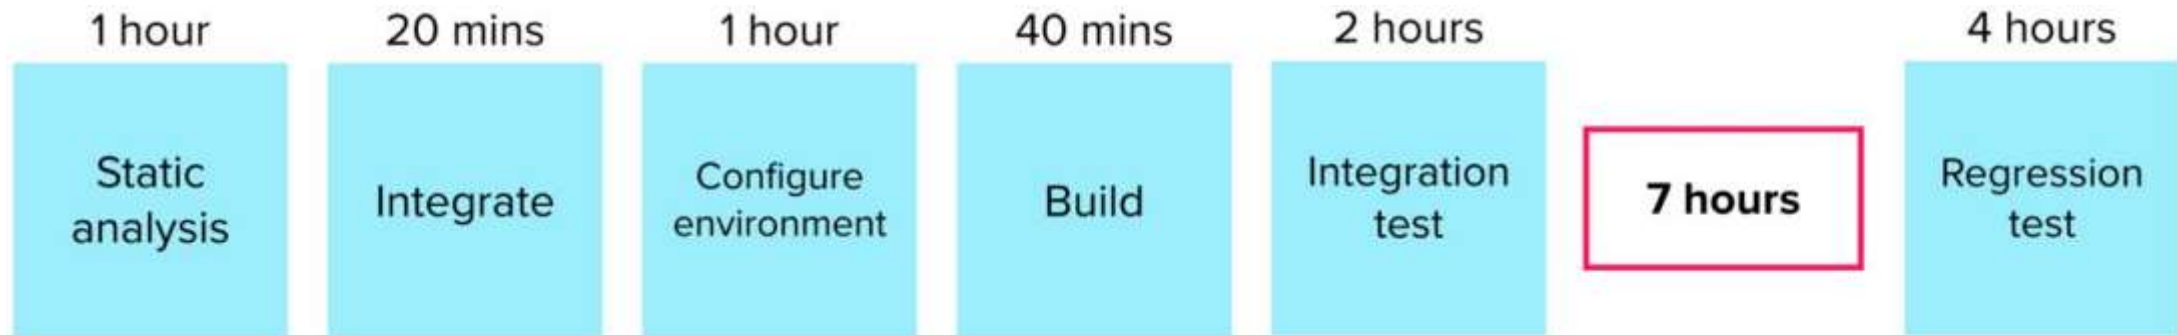 1 hour
20 mins
1 hour
40 mins
2 hours
4 hours
Static
analysis
Integrate
Configure
environment
Build
Integration
test
7 hours
Regression
test